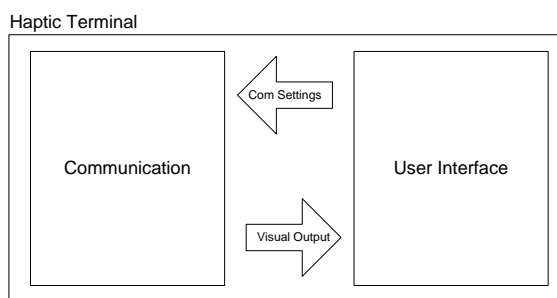 Haptic Terminal
Com Settings
Communication
User Interface
Visual Output